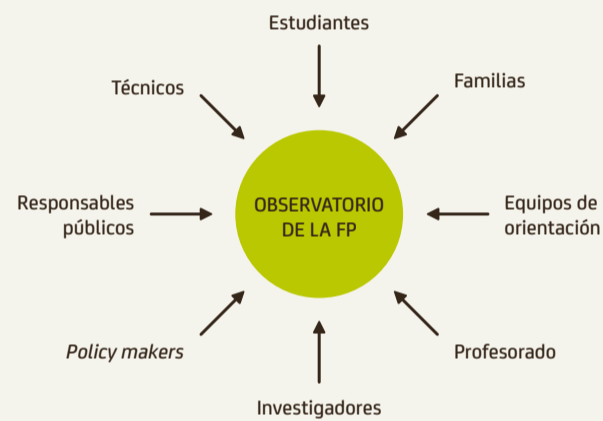 Estudiantes
Técnicos
Familias
Responsables
públicos
OBSERVATORIO
DE LA FP
Equipos de
orientación
Policy makers
Profesorado
Investigadores